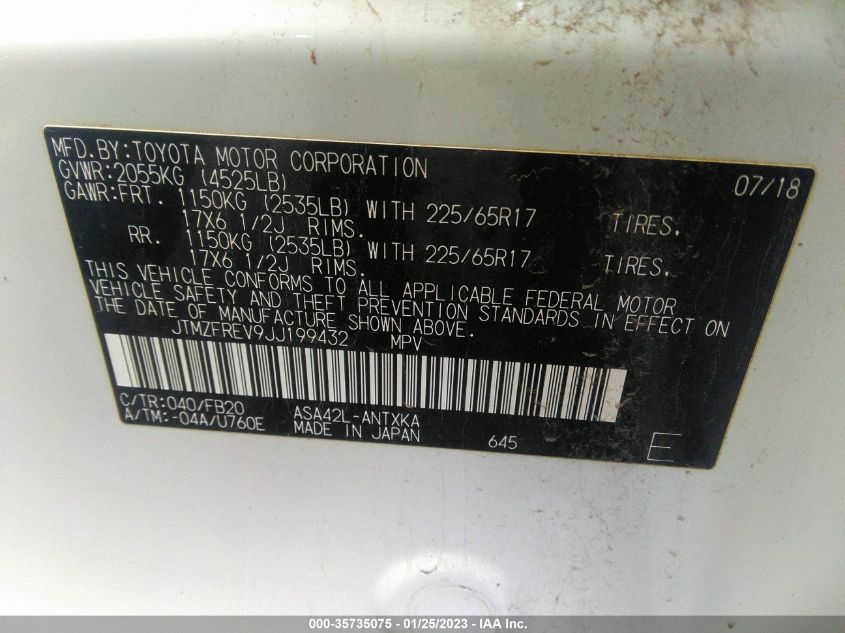 MFD.BY:TOYOTA MOTOR CORPORATION 07/18
GVWR:2055KG (4525LB)
GAWR:FRT. 1150KG (2535LB) WITH 225/65R17 TIRES,
17X6 1/2J RIMS.
RR. 1150KG (2535LB) WITH 225/65R17 TIRES,
17X6 1/2J RIMS.
THIS VEHICLE CONFORMS TO ALL APPLICABLE FEDERAL MOTOR
VEHICLE SAFETY AND THEFT PREVENTION STANDARDS IN EFFECT ON
THE DATE OF MANUFACTURE SHOWN ABOVE.
JTMZFREV9JJ199432 MPV
C/TR:040/FB20 ASA42L-ANTXKA
A/TM:-04A/U760E MADE IN JAPAN 645 E
000-35735075 - 01/25/2023 - IAA Inc.